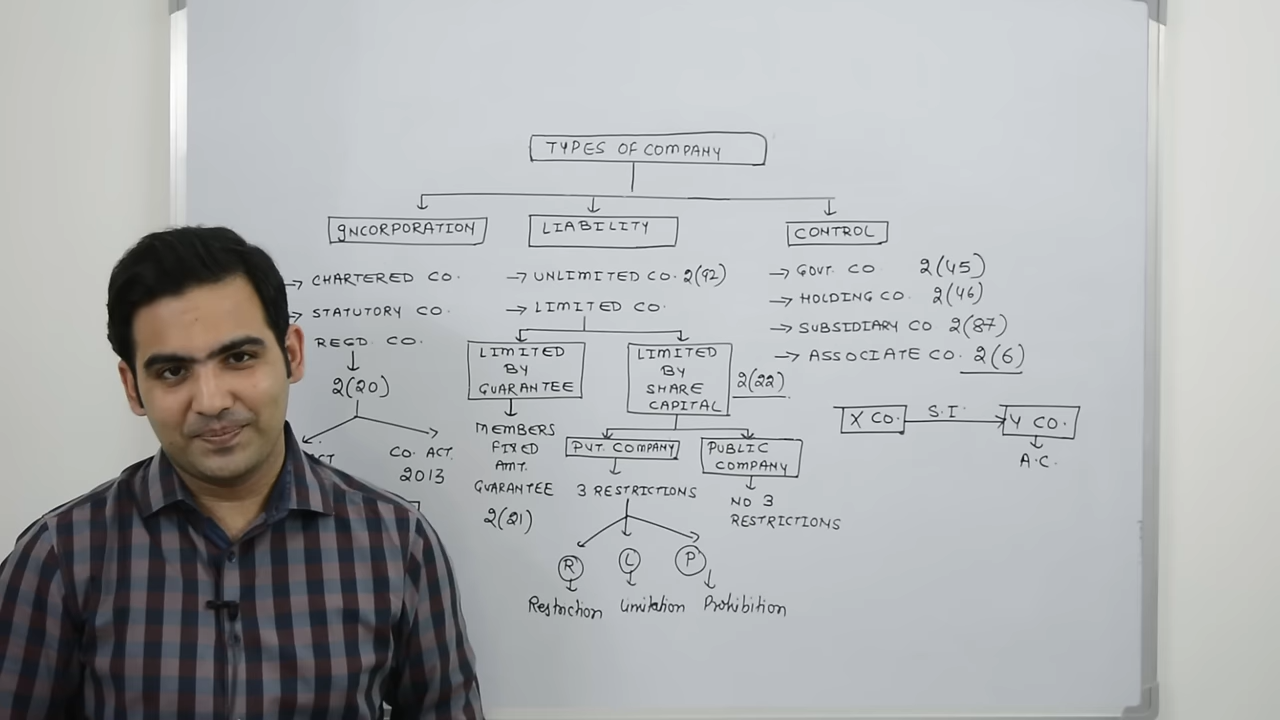 TYPES OF COMPANY
INCORPORATION
CHARTERED CO.
STATUTORY CO.
REGD. CO.
2(20)
CO. ACT.
2013
LIABILITY
UNLIMITED CO. 2(92)
LIMITED CO.
LIMITED
BY
GUARANTEE
MEMBERS
FIXED
AMT.
GUARANTEE
2(21)
LIMITED
BY
SHARE
CAPITAL
2(22)
PVT. COMPANY
3 RESTRICTIONS
R
L
P
Restriction
Limitation
Prohibition
PUBLIC
COMPANY
NO 3
RESTRICTIONS
CONTROL
GOVT. CO 2(45)
HOLDING CO. 2(46)
SUBSIDIARY CO 2(87)
ASSOCIATE CO. 2(6)
X CO. S.I. Y CO.
A.C.